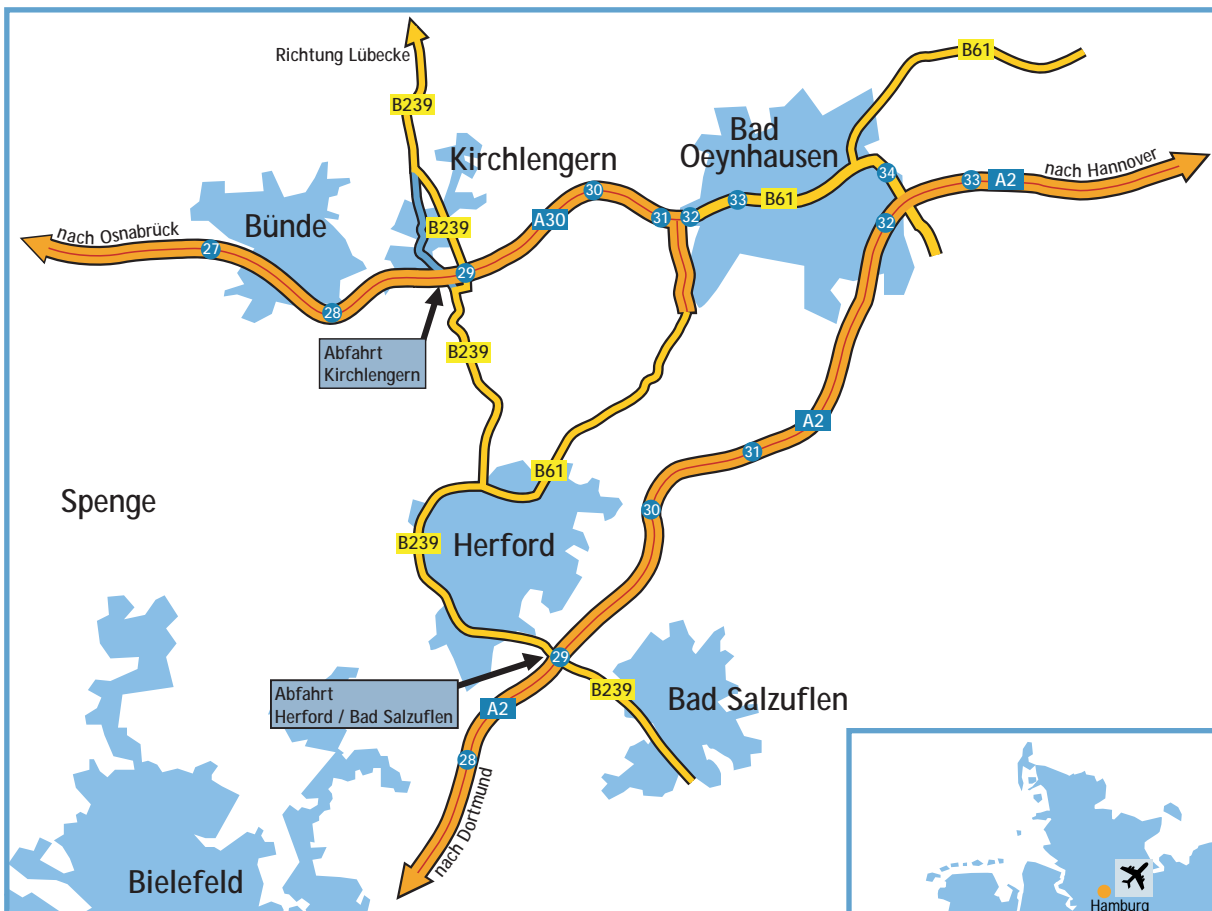 Richtung Lübecke
B61
B239
Bad
Oeynhausen
Kirchlengern
nach Hannover
34
33
A2
30
33
B61
Bünde
nach Osnabrück
27
A30
31
32
32
B239
29
28
Abfahrt
Kirchlengern
B239
A2
31
B61
Spenge
30
B239
Herford
29
Abfahrt
Herford / Bad Salzuflen
B239
Bad Salzuflen
A2
28
nach Dortmund
Bielefeld
Hamburg